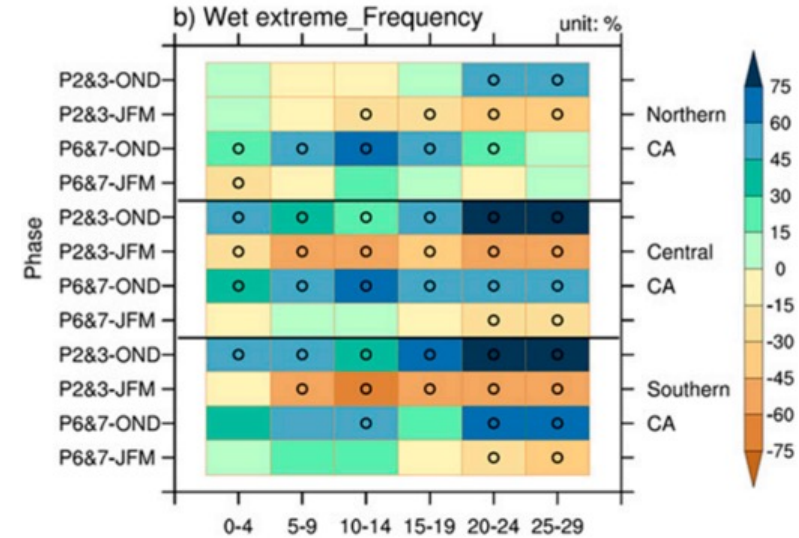 b) Wet extreme_Frequency
unit: %
P2&3-OND
P2&3-JFM
P6&7-OND
P6&7-JFM
Northern
CA
P2&3-OND
P2&3-JFM
P6&7-OND
P6&7-JFM
Central
CA
P2&3-OND
P2&3-JFM
P6&7-OND
P6&7-JFM
Southern
CA
Phase
0-4 5-9 10-14 15-19 20-24 25-29
75
60
45
30
15
0
-15
-30
-45
-60
-75